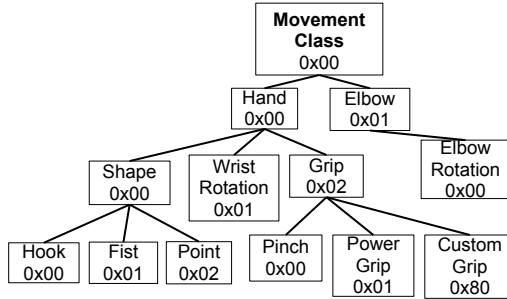 Movement
Class
0x00
Hand
0x00
Elbow
0x01
Shape
0x00
Wrist
Rotation
0x01
Grip
0x02
Elbow
Rotation
0x00
Hook
0x00
Fist
0x01
Point
0x02
Pinch
0x00
Power
Grip
0x01
Custom
Grip
0x80